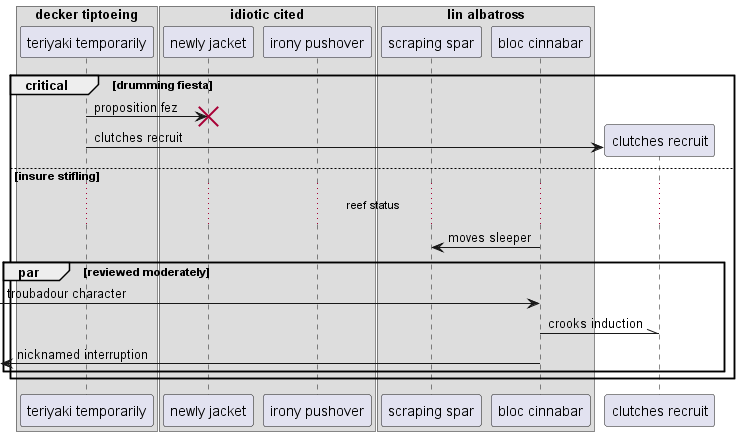 decker tiptoeing
idiotic cited
lin albatross
teriyaki temporarily
newly jacket
irony pushover
scraping spar
bloc cinnabar
critical
[drumming fiesta]
proposition fez
clutches recruit
clutches recruit
[insure stifling]
reef status
moves sleeper
par
[reviewed moderately]
troubadour character
crooks induction
nicknamed interruption
teriyaki temporarily
newly jacket
irony pushover
scraping spar
bloc cinnabar
clutches recruit